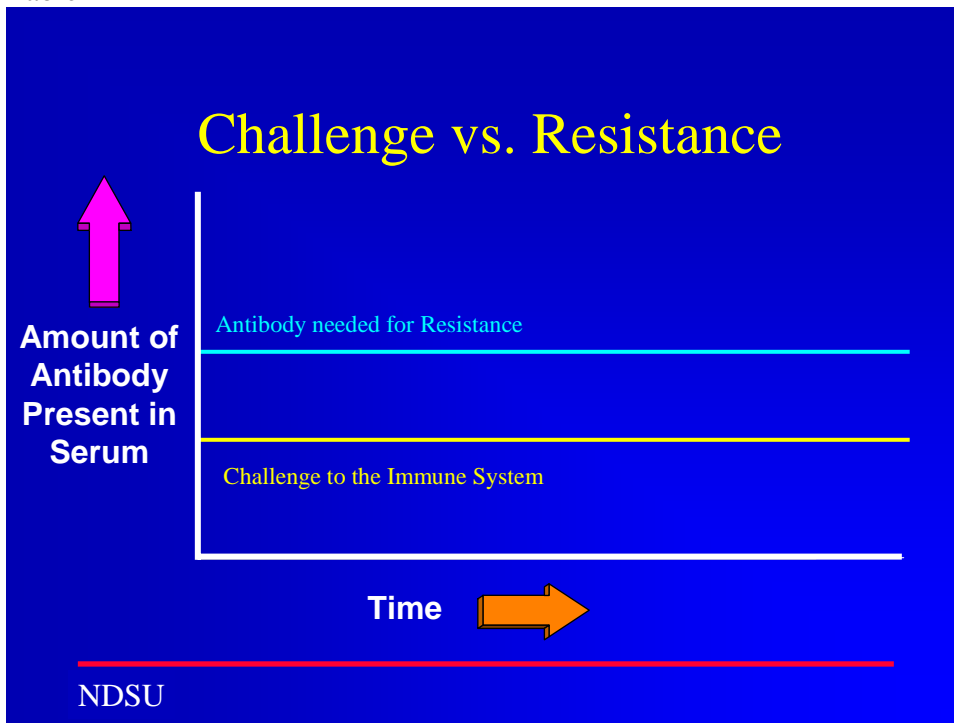 Challenge vs. Resistance
Antibody needed for Resistance
Amount of
Antibody
Present in
Serum
Challenge to the Immune System
Time
NDSU